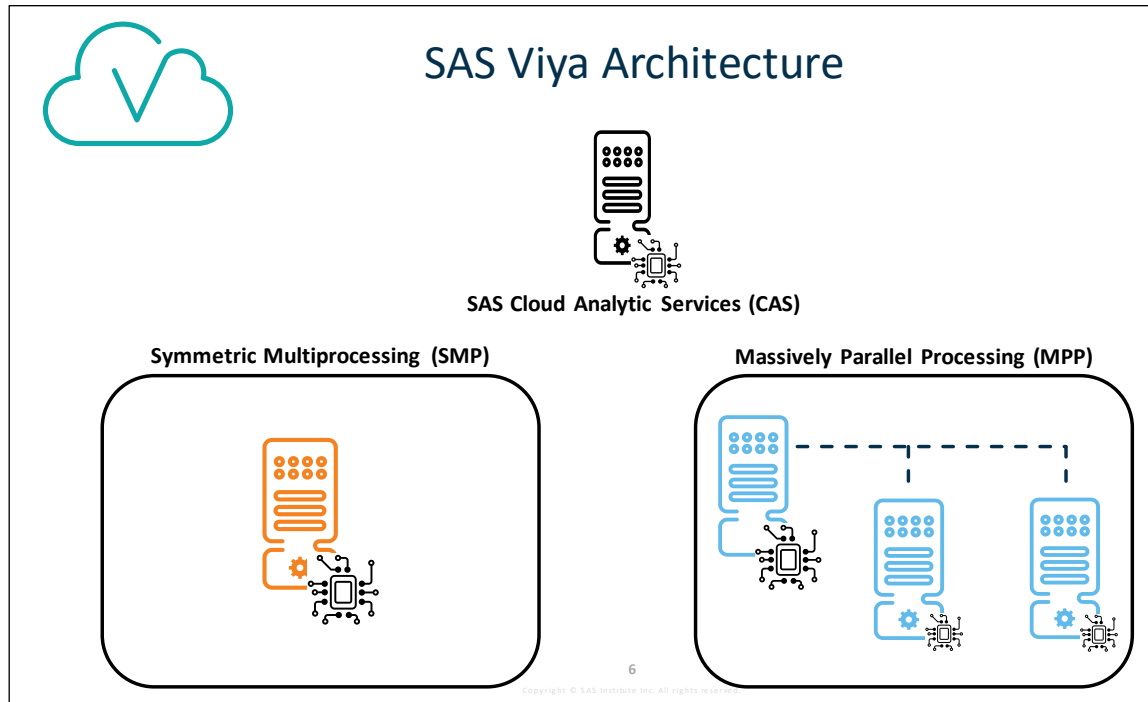 SAS Viya Architecture
SAS Cloud Analytic Services (CAS)
Symmetric Multiprocessing (SMP)
Massively Parallel Processing (MPP)
6
Copyright © SAS Institute Inc. All rights reserved.